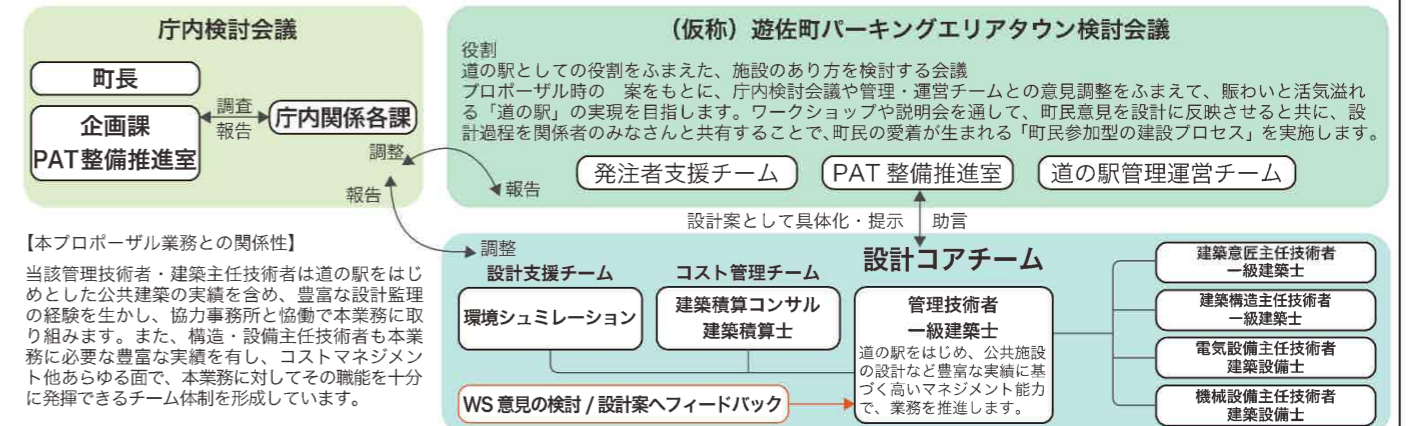 庁内検討会議
町長
企画課
PAT整備推進室
調査
報告
庁内関係各課
調整
報告
報告
（仮称）遊佐町パーキングエリアタウン検討会議
役割
道の駅としての役割をふまえた、施設のあり方を検討する会議
プロポーザル時の　案をもとに、庁内検討会議や管理・運営チームとの意見調整をふまえて、賑わいと活気溢れ
る「道の駅」の実現を目指します。ワークショップや説明会を通して、町民意見を設計に反映させると共に、設
計過程を関係者のみなさんと共有することで、町民の愛着が生まれる「町民参加型の建設プロセス」を実施します。
発注者支援チーム
PAT 整備推進室
道の駅管理運営チーム
設計案として具体化・提示
助言
【本プロポーザル業務との関係性】
当該管理技術者・建築主任技術者は道の駅をはじ
めとした公共建築の実績を含め、豊富な設計監理
の経験を生かし、協力事務所と協働で本業務に取
り組みます。また、構造・設備主任技術者も本業
務に必要な豊富な実績を有し、コストマネジメン
ト他あらゆる面で、本業務に対してその職能を十分
に発揮できるチーム体制を形成しています。
調整
設計支援チーム
環境シュミレーション
コスト管理チーム
建築積算コンサル
建築積算士
設計コアチーム
管理技術者
一級建築士
道の駅をはじめ、公共施設
の設計など豊富な実績に基
づく高いマネジメント能力
で、業務を推進します。
WS 意見の検討 / 設計案へフィードバック
建築意匠主任技術者
一級建築士
建築構造主任技術者
一級建築士
電気設備主任技術者
建築設備士
機械設備主任技術者
建築設備士